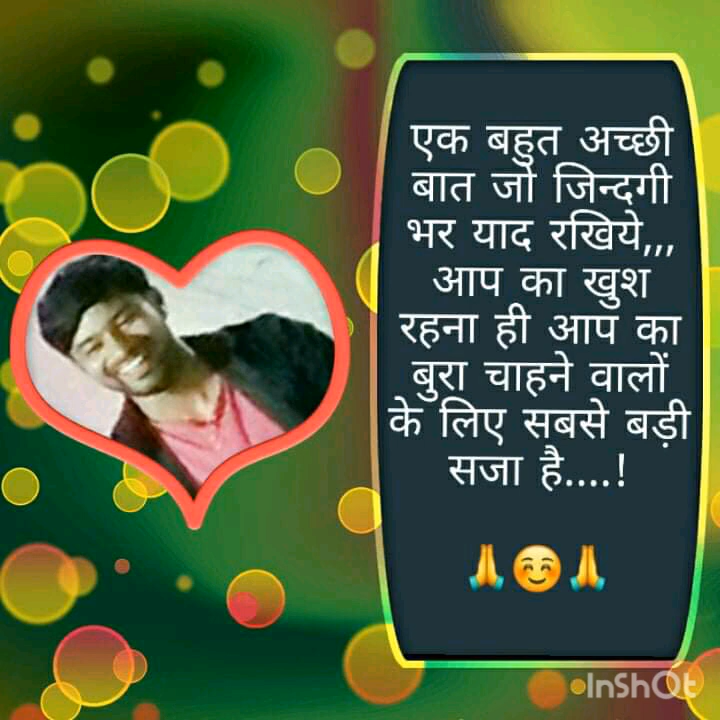 एक बहुत अच्छी
बात जो जिन्दगी
भर याद रखिये,,,
आप का खुश
रहना ही आप का
बुरा चाहने वालों
के लिए सबसे बड़ी
सजा है....!
🙏☺️🙏
InShOt